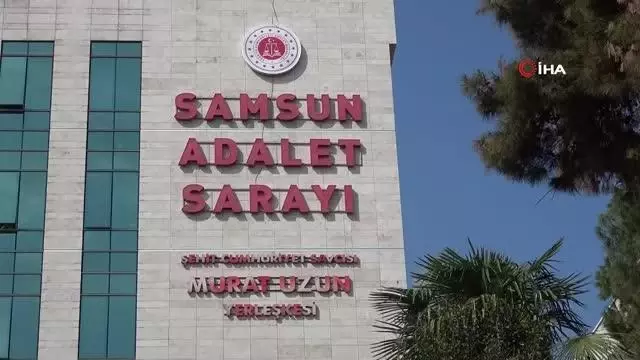 İHA
SAMSUN
ADALET
SARAYI
ŞEHİT CUMHURİYET SAVCISI
MURAT UZUN
YERLEŞKESİ